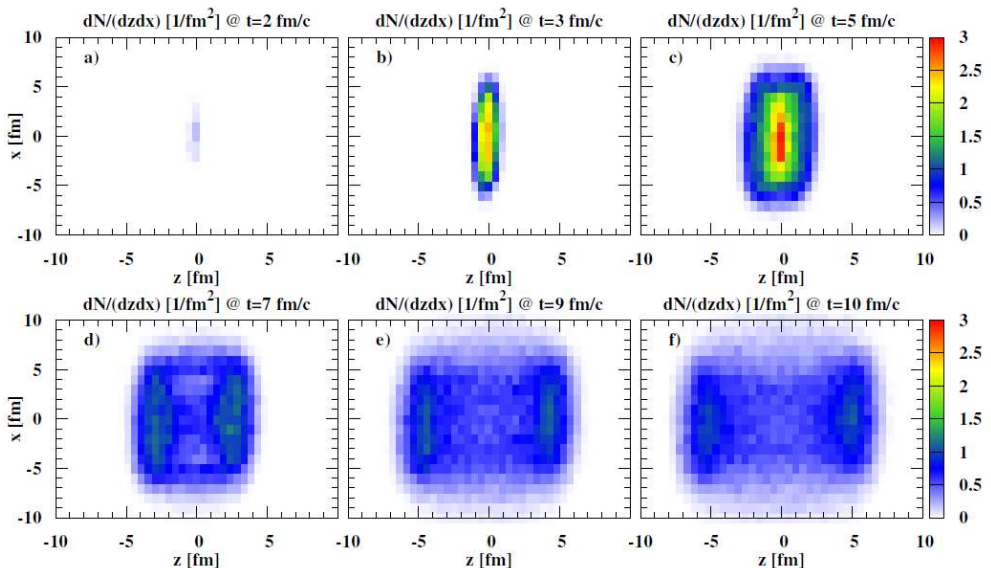 dN/(dzdx) [1/fm²] @ t=2 fm/c dN/(dzdx) [1/fm²] @ t=3 fm/c dN/(dzdx) [1/fm²] @ t=5 fm/c
10 a) b) c) 3
5 2.5
2
0 1.5
1
-5 0.5
-10 0
x [fm]
-10 -5 0 5 -10 -5 0 5 -10 -5 0 5 10
z [fm] z [fm] z [fm]
dN/(dzdx) [1/fm²] @ t=7 fm/c dN/(dzdx) [1/fm²] @ t=9 fm/c dN/(dzdx) [1/fm²] @ t=10 fm/c
10 d) e) f) 3
5 2.5
2
0 1.5
1
-5 0.5
-10 0
x [fm]
-10 -5 0 5 -10 -5 0 5 -10 -5 0 5 10
z [fm] z [fm] z [fm]